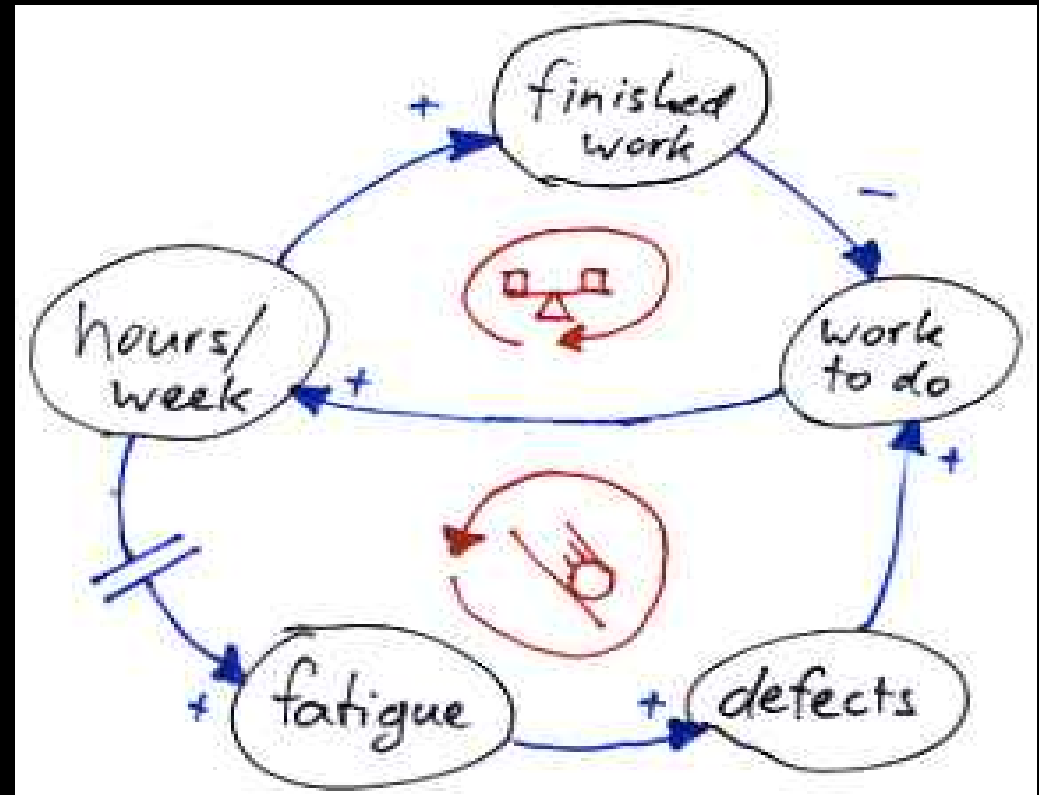 +
finished
work
−
hours/
week
+
work
to do
+
+
fatigue
+
defects